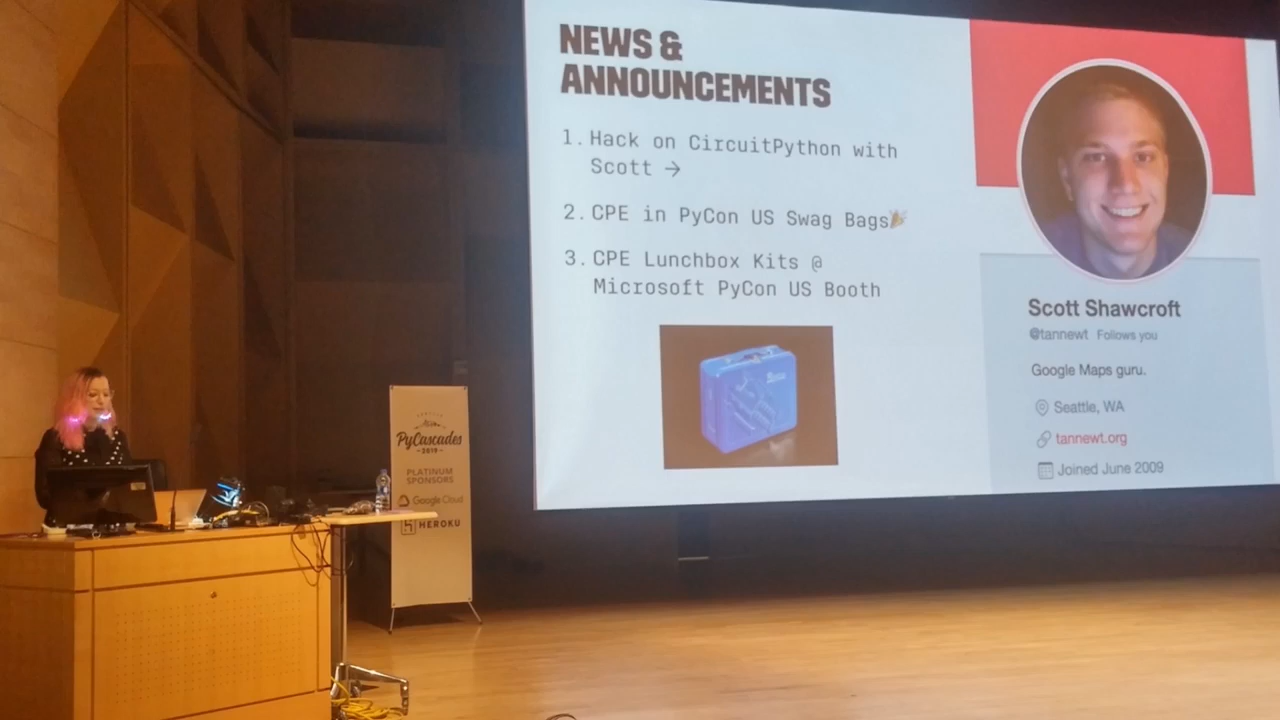 NEWS &
ANNOUNCEMENTS
1. Hack on CircuitPython with
Scott →
2. CPE in PyCon US Swag Bags🎉
3. CPE Lunchbox Kits @
Microsoft PyCon US Booth
Scott Shawcroft
@tannewt Follows you
Google Maps guru.
Seattle, WA
tannewt.org
Joined June 2009
PyCascades
2019
PLATINUM
SPONSORS
Google Cloud
HEROKU